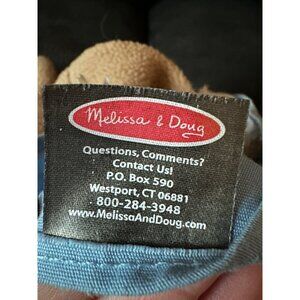 Melissa & Doug
Questions, Comments?
Contact Us!
P.O. Box 590
Westport, CT 06881
800-284-3948
www.MelissaAndDoug.com